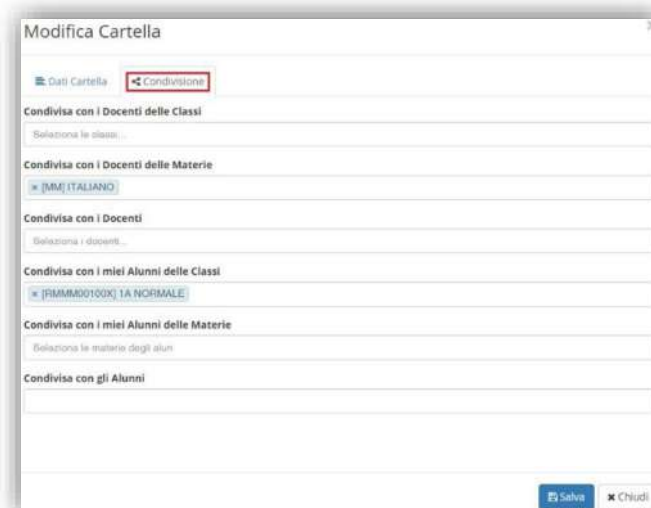 Modifica Cartella
Dati Cartella Condivisione
Condivisa con i Docenti delle Classi
Seleziona le classi...
Condivisa con i Docenti delle Materie
× [MM] ITALIANO
Condivisa con i Docenti
Seleziona i docenti...
Condivisa con i miei Alunni delle Classi
× [RMMM00100X] 1A NORMALE
Condivisa con i miei Alunni delle Materie
Seleziona le materie degli alun
Condivisa con gli Alunni
Salva × Chiudi